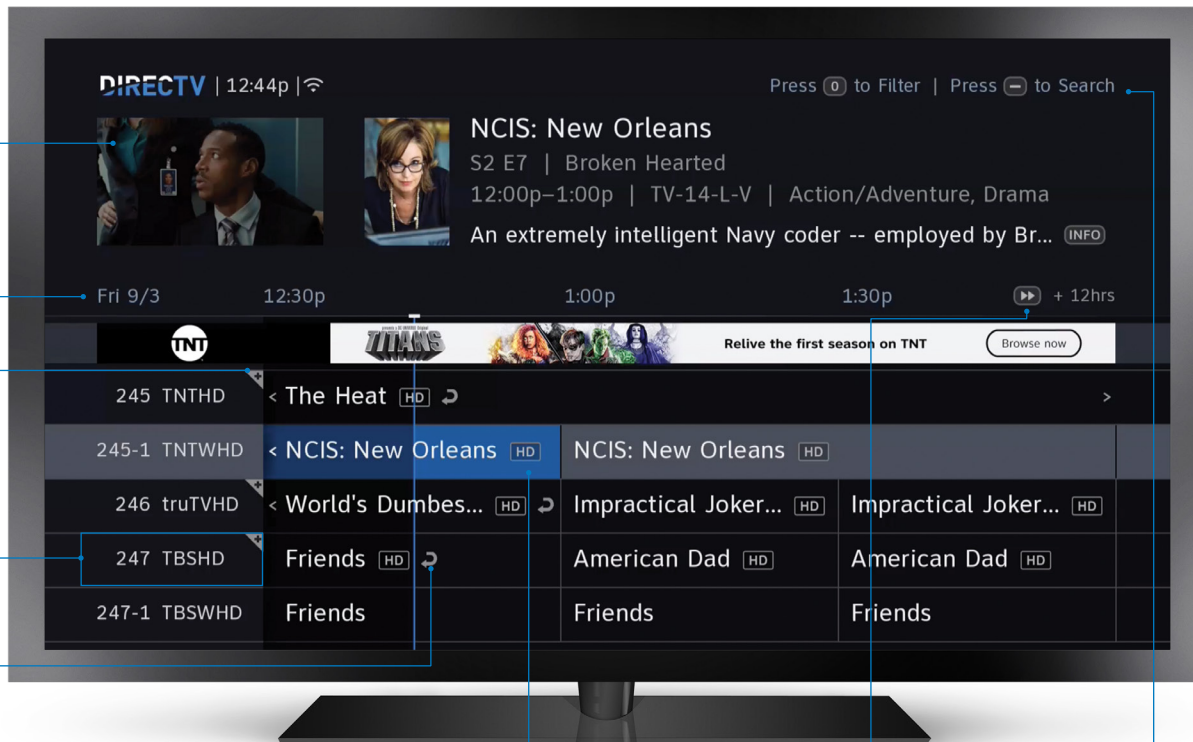 DIRECTV | 12:44p |
Press 0 to Filter | Press – to Search
NCIS: New Orleans
S2 E7 | Broken Hearted
12:00p–1:00p | TV-14-L-V | Action/Adventure, Drama
An extremely intelligent Navy coder -- employed by Br... INFO
Fri 9/3 12:30p 1:00p 1:30p + 12hrs
TNT TITANS Relive the first season on TNT Browse now
245 TNTHD < The Heat HD >
245-1 TNTWHD < NCIS: New Orleans HD NCIS: New Orleans HD
246 truTVHD < World's Dumbes... HD Impractical Joker... HD Impractical Joker... HD
247 TBSHD Friends HD American Dad HD American Dad HD
247-1 TBSWHD Friends Friends Friends